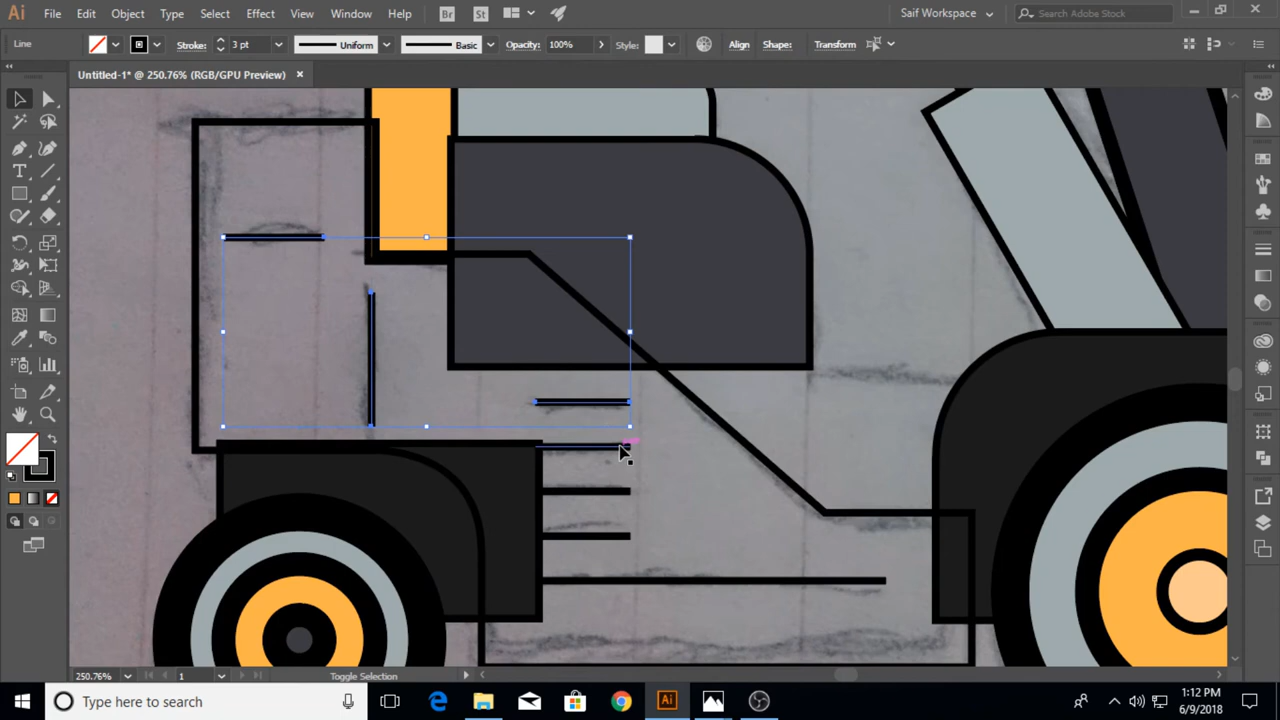 Ai File Edit Object Type Select Effect View Window Help Br St Saif Workspace Search Adobe Stock
Line Stroke: 3 pt Uniform Basic Opacity: 100% Style: Align Shape: Transform
Untitled-1* @ 250.76% (RGB/GPU Preview) ×
250.76% 1 Toggle Selection
Type here to search Ai 1:12 PM
6/9/2018